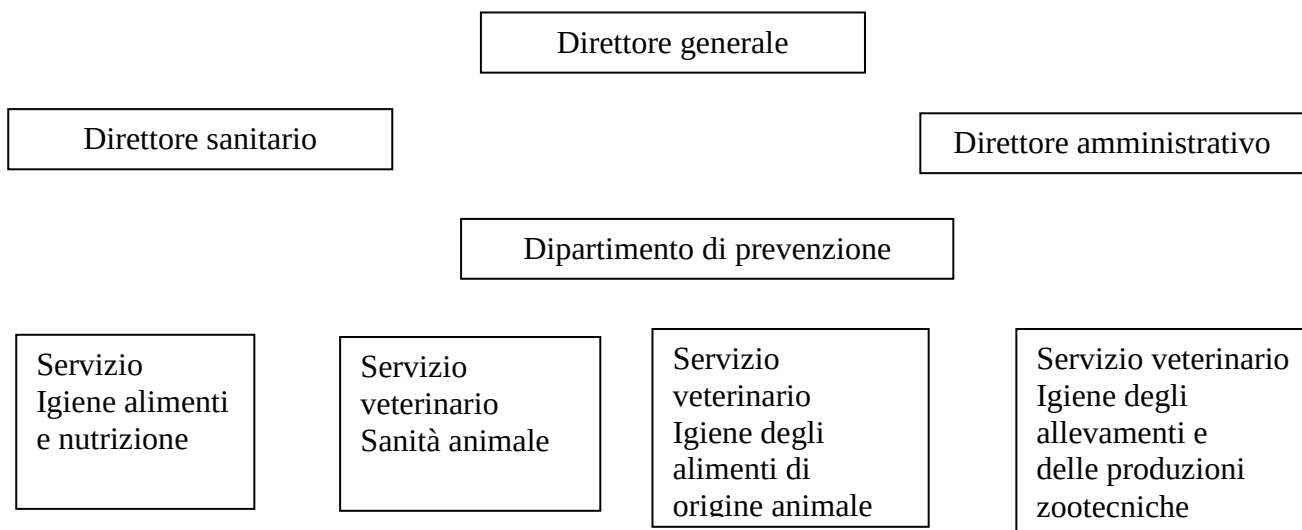 Direttore generale
Direttore sanitario
Direttore amministrativo
Dipartimento di prevenzione
Servizio
Igiene alimenti
e nutrizione
Servizio
veterinario
Sanità animale
Servizio
veterinario
Igiene degli
alimenti di
origine animale
Servizio veterinario
Igiene degli
allevamenti e
delle produzioni
zootecniche